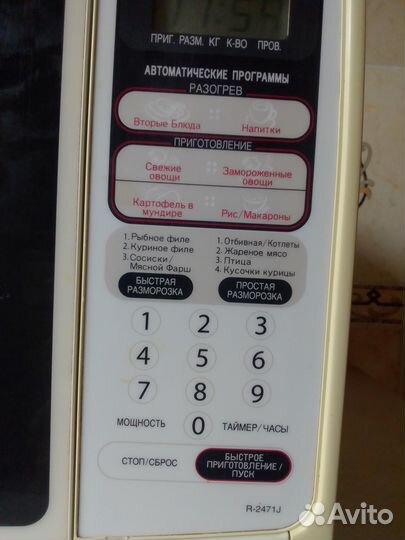 11:55
ПРИГ. РАЗМ. КГ К-ВО ПРОВ.
АВТОМАТИЧЕСКИЕ ПРОГРАММЫ
РАЗОГРЕВ
Вторые Блюда Напитки
ПРИГОТОВЛЕНИЕ
Свежие овощи
Замороженные овощи
Картофель в мундире
Рис/Макароны
1. Рыбное филе
2. Куриное филе
3. Сосиски/
Мясной Фарш
1. Отбивная/Котлеты
2. Жареное мясо
3. Птица
4. Кусочки курицы
БЫСТРАЯ
РАЗМОРОЗКА
ПРОСТАЯ
РАЗМОРОЗКА
1 2 3
4 5 6
7 8 9
МОЩНОСТЬ 0 ТАЙМЕР/ЧАСЫ
СТОП/СБРОС
БЫСТРОЕ
ПРИГОТОВЛЕНИЕ/
ПУСК
R-2471J
Avito